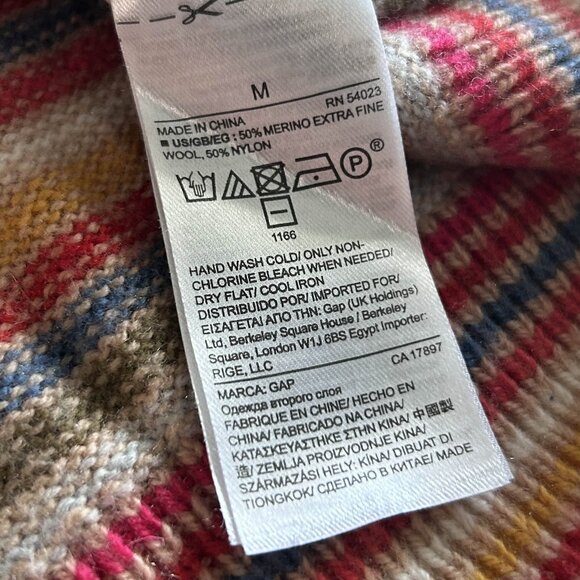 M
RN 54023
MADE IN CHINA
■ US/GB/EG : 50% MERINO EXTRA FINE
WOOL, 50% NYLON
P®
1166
HAND WASH COLD/ ONLY NON-
CHLORINE BLEACH WHEN NEEDED/
DRY FLAT/ COOL IRON
DISTRIBUIDO POR/ IMPORTED FOR/
ΕΙΣΑΓΕΤΑΙ ΑΠΟ ΤΗΝ: Gap (UK Holdings)
Ltd, Berkeley Square House / Berkeley
Square, London W1J 6BS Egypt Importer:
RIGE, LLC
CA 17897
MARCA: GAP
Одежда второго слоя
FABRIQUE EN CHINE/ HECHO EN
CHINA/ FABRICADO NA CHINA/
ΚΑΤΑΣΚΕΥΑΣΤΗΚΕ ΣΤΗΝ ΚΙΝΑ/ 中國製
造/ ZEMLJA PROIZVODNJE KINA/
SZÁRMAZÁSI HELY: KÍNA/ DIBUAT DI
TIONGKOK/ СДЕЛАНО В КИТАЕ/ MADE